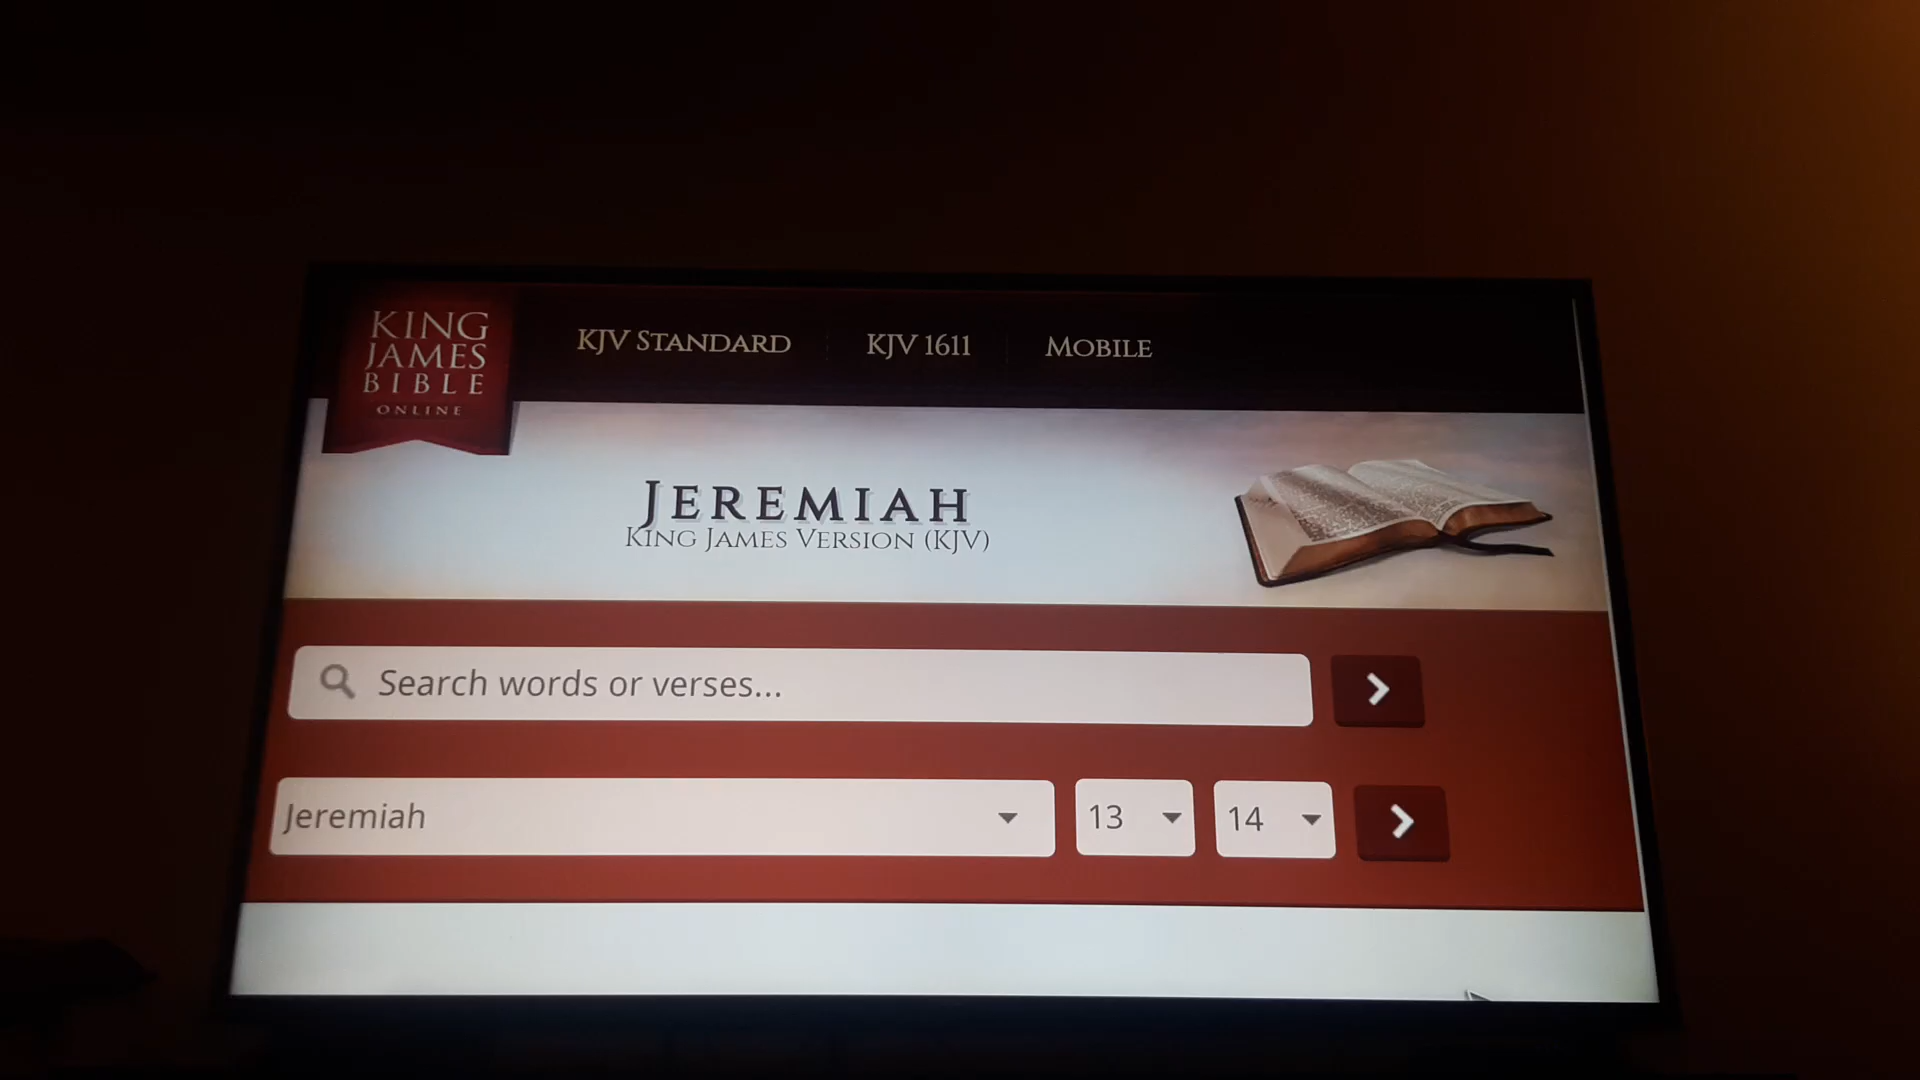 KING
JAMES
BIBLE
ONLINE
KJV STANDARD
KJV 1611
MOBILE
JEREMIAH
KING JAMES VERSION (KJV)
Search words or verses...
Jeremiah
13
14